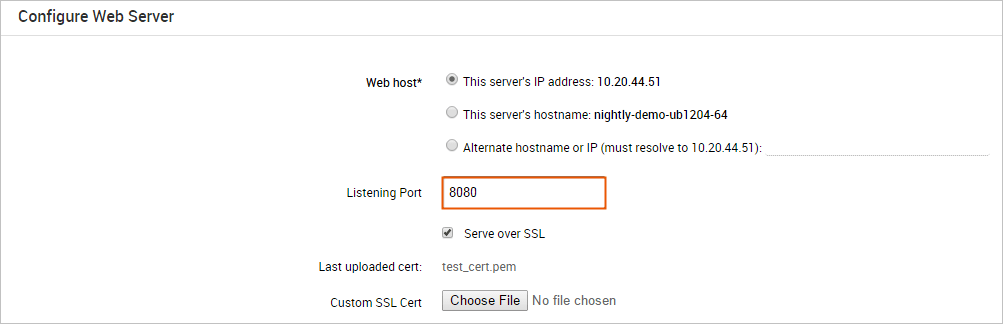 Configure Web Server
Web host* This server's IP address: 10.20.44.51
This server's hostname: nightly-demo-ub1204-64
Alternate hostname or IP (must resolve to 10.20.44.51):
Listening Port 8080
Serve over SSL
Last uploaded cert: test_cert.pem
Custom SSL Cert Choose File No file chosen